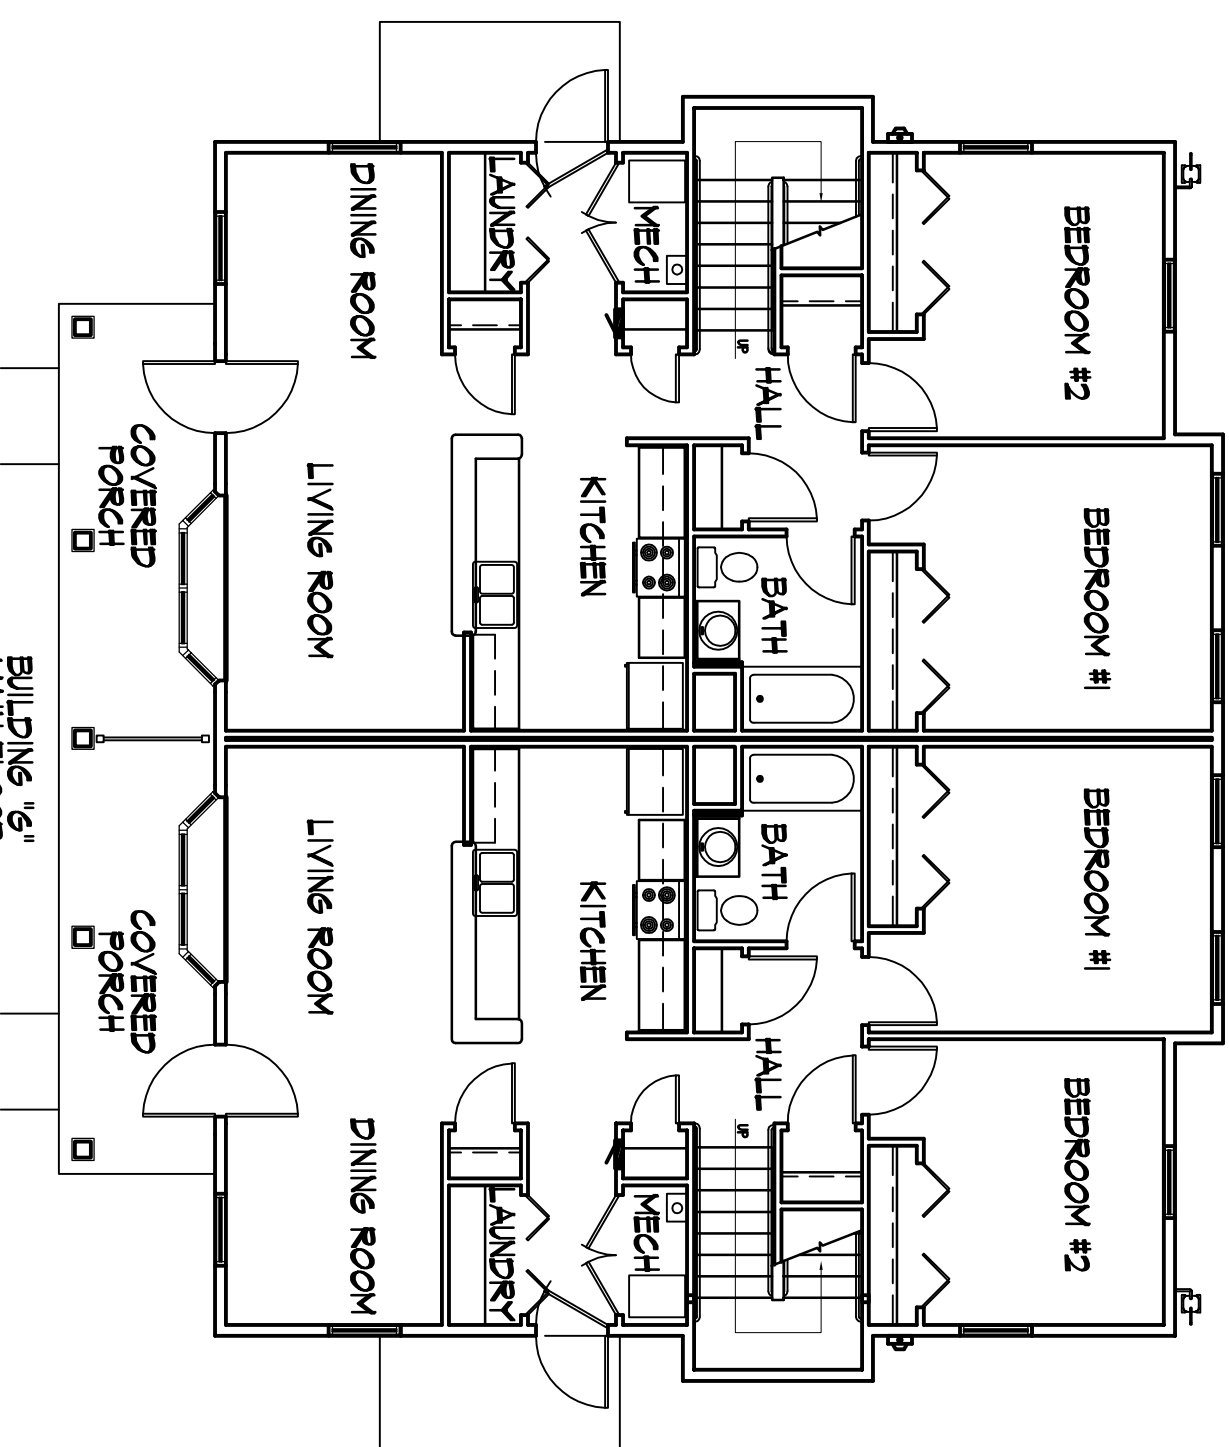 BEDROOM #2
BEDROOM #1
BEDROOM #1
BEDROOM #2
HALL
BATH
BATH
HALL
UP
UP
MECH
KITCHEN
KITCHEN
MECH
LAUNDRY
LAUNDRY
DINING ROOM
LIVING ROOM
LIVING ROOM
DINING ROOM
COVERED
PORCH
COVERED
PORCH
BUILDING "G"